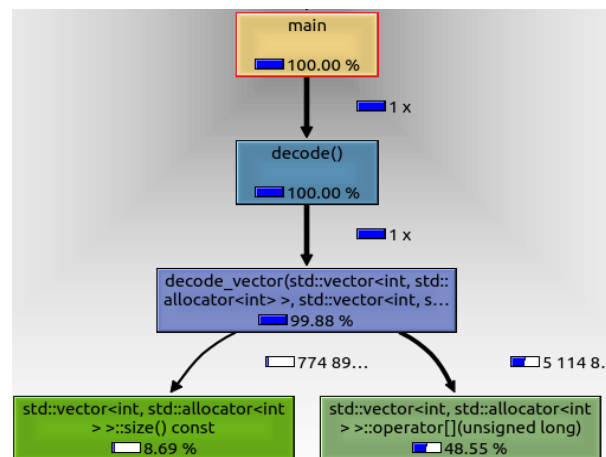 main
100.00 %
1 x
decode()
100.00 %
1 x
decode_vector(std::vector<int, std::
allocator<int> >, std::vector<int, s...
99.88 %
774 89...
5 114 8...
std::vector<int, std::allocator<int
> >::size() const
8.69 %
std::vector<int, std::allocator<int
> >::operator[](unsigned long)
48.55 %